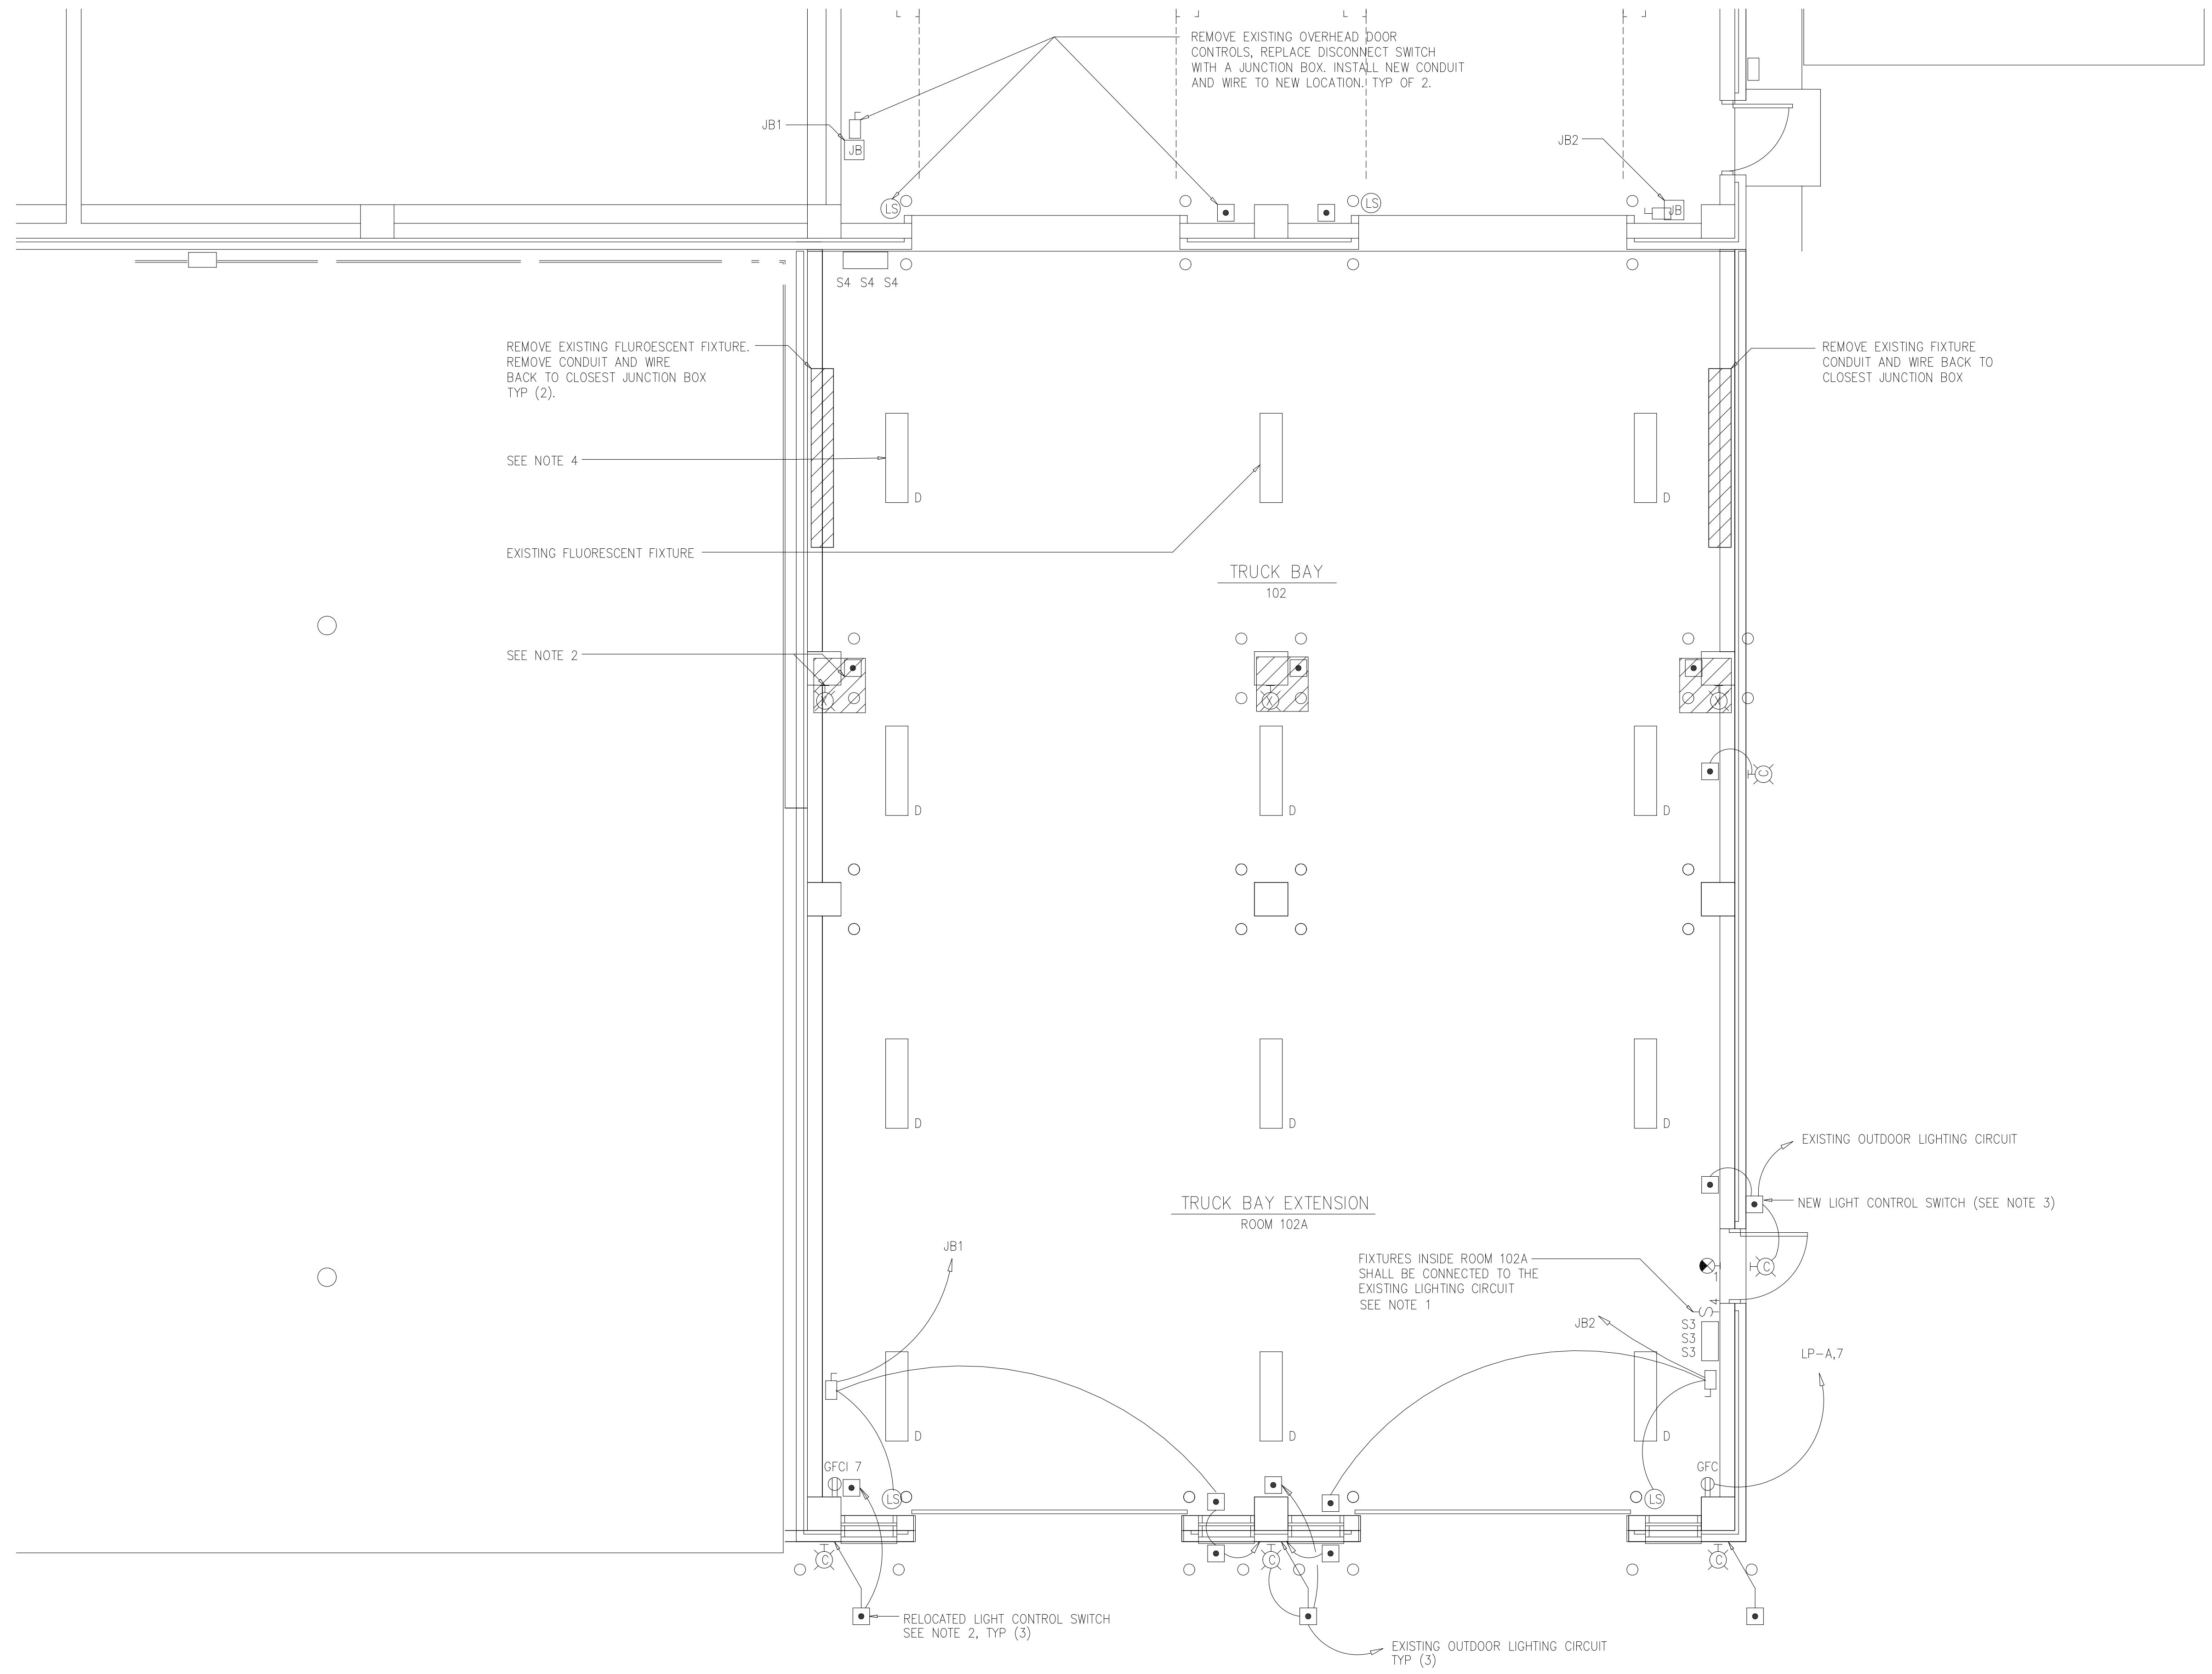 REMOVE EXISTING OVERHEAD DOOR
CONTROLS, REPLACE DISCONNECT SWITCH
WITH A JUNCTION BOX. INSTALL NEW CONDUIT
AND WIRE TO NEW LOCATION. TYP OF 2.
JB1
JB
JB2
JB
LS
LS
S4 S4 S4
REMOVE EXISTING FLUROESCENT FIXTURE.
REMOVE CONDUIT AND WIRE
BACK TO CLOSEST JUNCTION BOX
TYP (2).
REMOVE EXISTING FIXTURE
CONDUIT AND WIRE BACK TO
CLOSEST JUNCTION BOX
SEE NOTE 4
D
D
EXISTING FLUORESCENT FIXTURE
TRUCK BAY
102
SEE NOTE 2
X
X
X
C
D
D
D
D
D
D
EXISTING OUTDOOR LIGHTING CIRCUIT
NEW LIGHT CONTROL SWITCH (SEE NOTE 3)
TRUCK BAY EXTENSION
ROOM 102A
JB1
FIXTURES INSIDE ROOM 102A
SHALL BE CONNECTED TO THE
EXISTING LIGHTING CIRCUIT
SEE NOTE 1
1
C
S4
JB2
S3
S3
S3
LP-A,7
D
D
D
GFCI 7
GFC
LS
LS
C
C
C
RELOCATED LIGHT CONTROL SWITCH
SEE NOTE 2, TYP (3)
EXISTING OUTDOOR LIGHTING CIRCUIT
TYP (3)